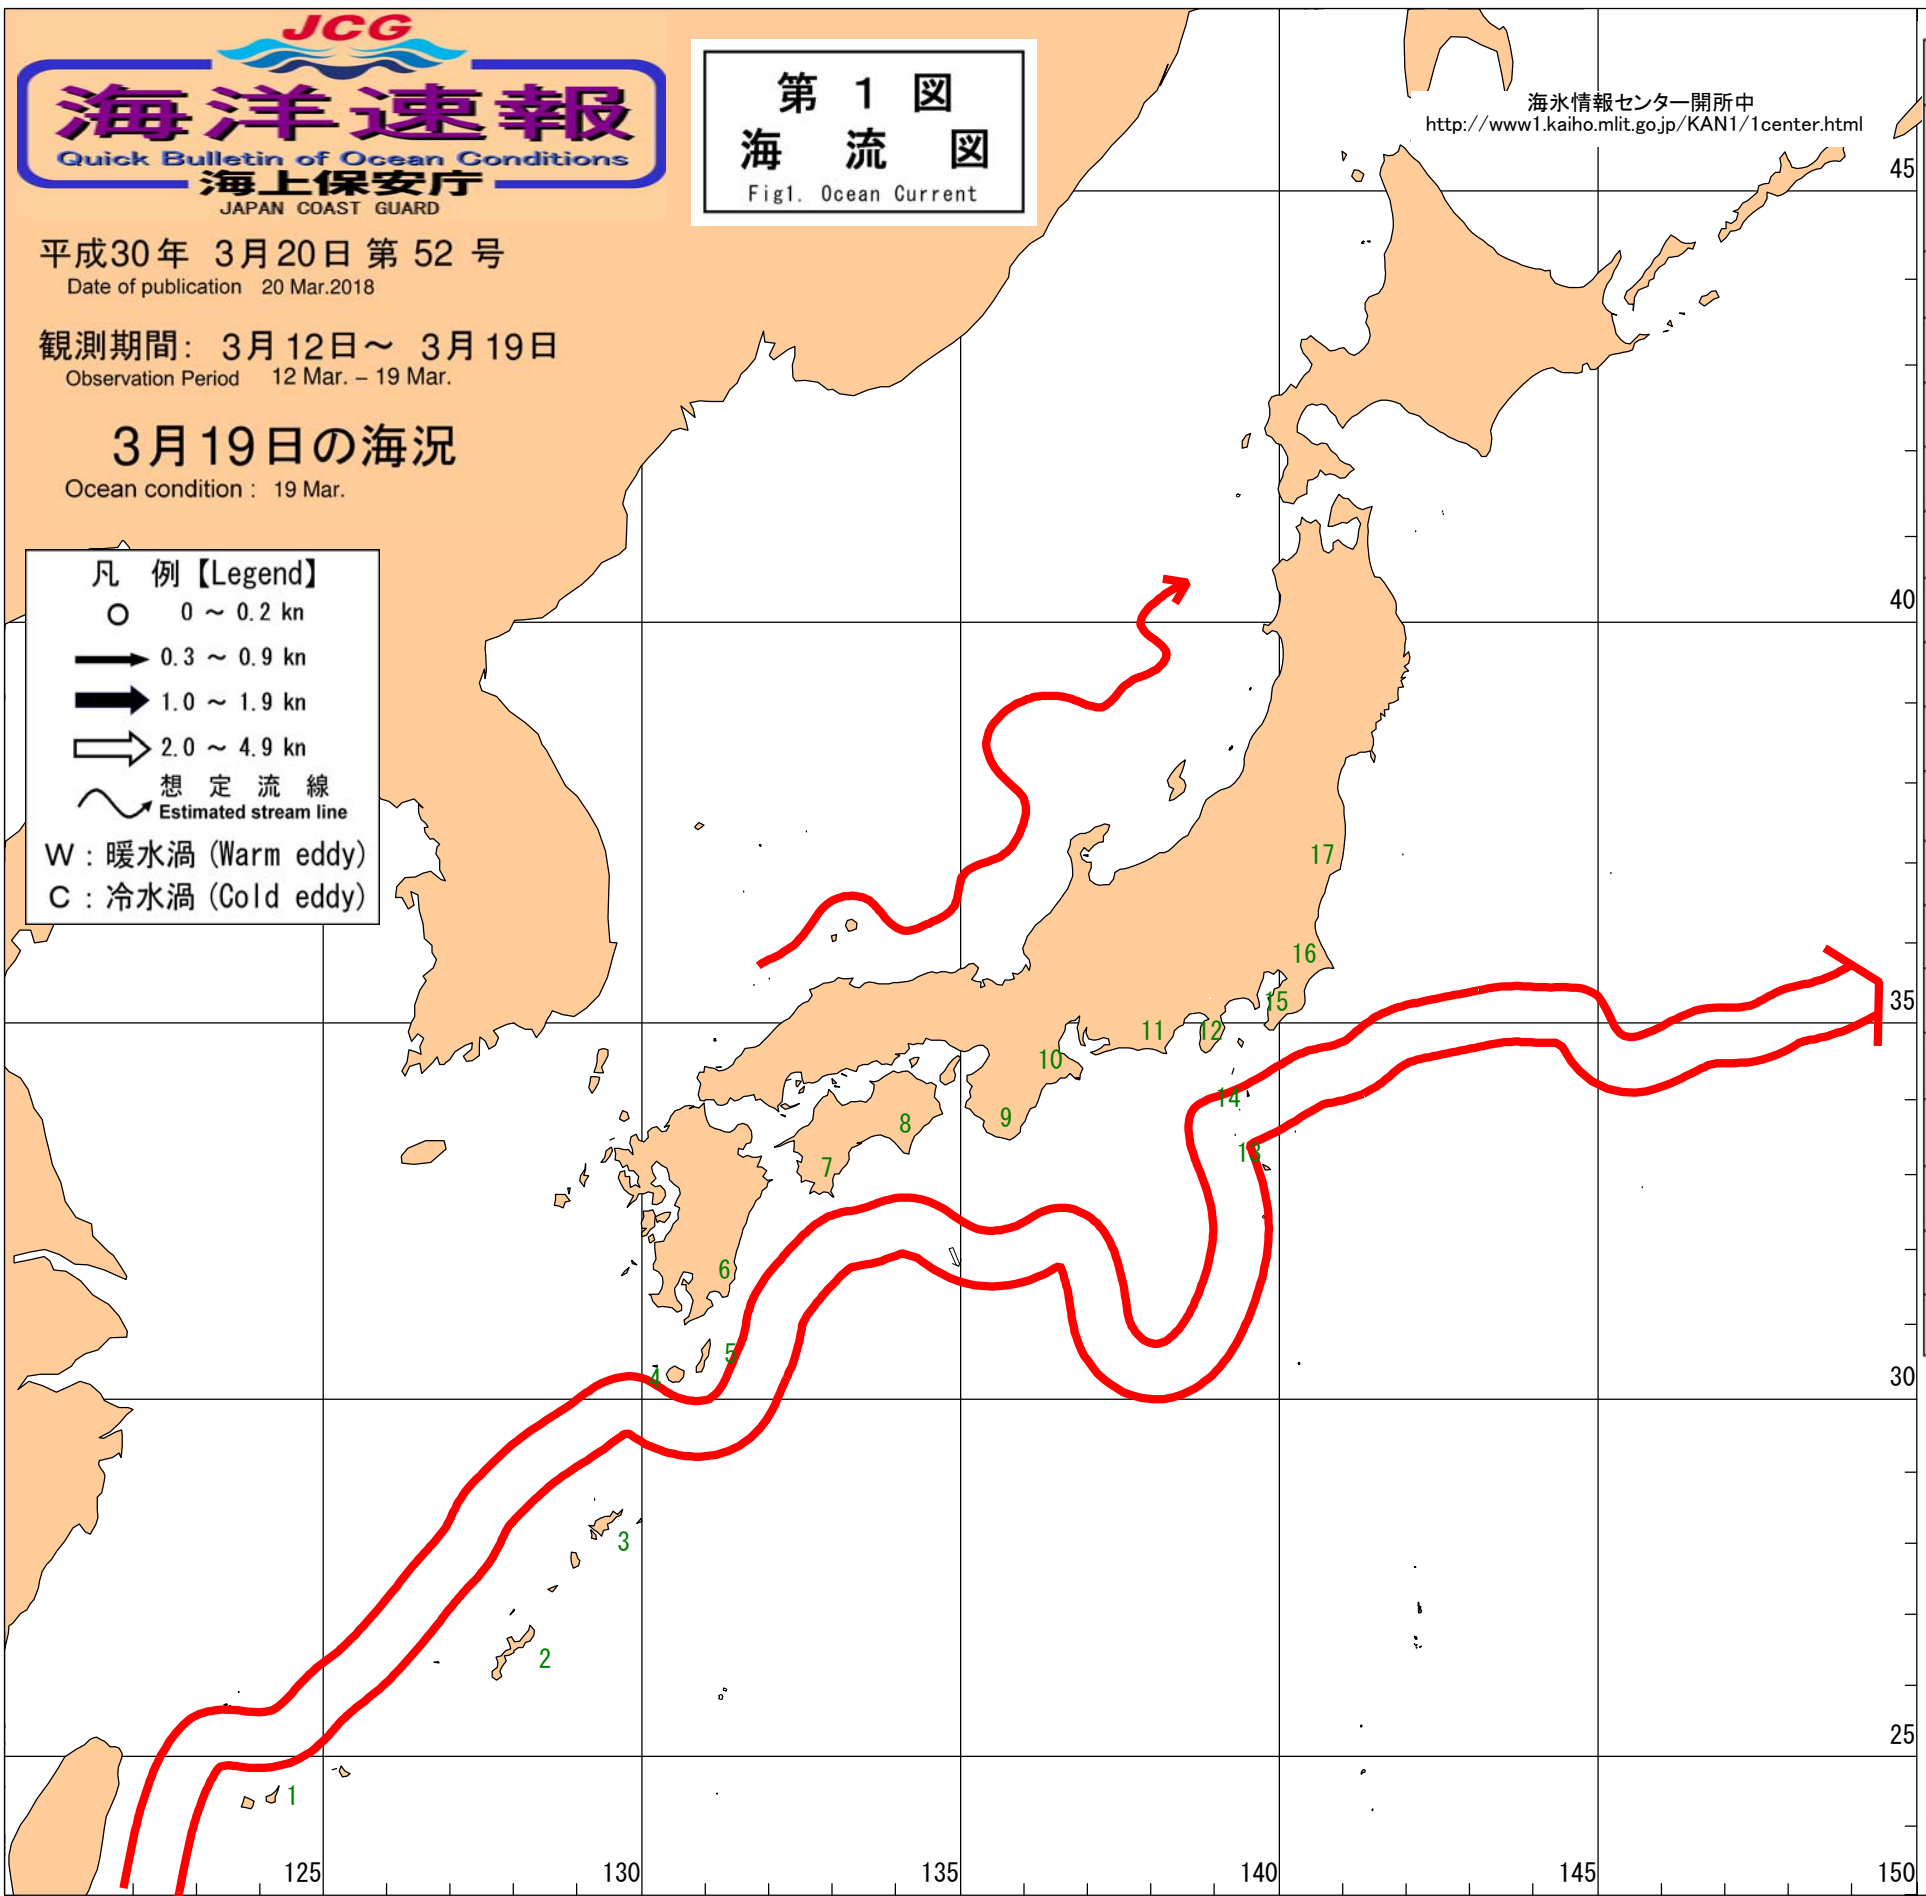 JCG
海洋速報
Quick Bulletin of Ocean Conditions
海上保安庁
JAPAN COAST GUARD
第 1 図
海 流 図
Fig1. Ocean Current
海氷情報センター開所中
http://www1.kaiho.mlit.go.jp/KAN1/1center.html
平成30年 3月20日 第 52 号
Date of publication 20 Mar.2018
観測期間: 3月12日～ 3月19日
Observation Period 12 Mar. – 19 Mar.
3月19日の海況
Ocean condition : 19 Mar.
凡 例【Legend】
0 ～ 0.2 kn
0.3 ～ 0.9 kn
1.0 ～ 1.9 kn
2.0 ～ 4.9 kn
想 定 流 線
Estimated stream line
W : 暖水渦 (Warm eddy)
C : 冷水渦 (Cold eddy)
45
40
17
16
35
15
12
11
10
14
9
8
13
7
6
5
4
30
3
2
25
1
125
130
135
140
145
150